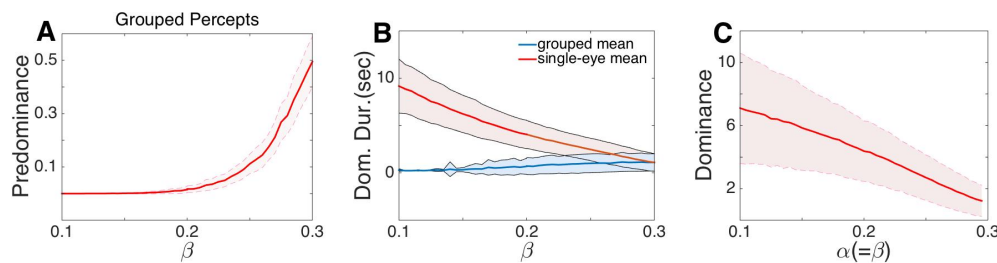 A
Grouped Percepts
Predominance
0.5
0.3
0.1
0.1
0.2
0.3
β
B
grouped mean
single-eye mean
Dom. Dur.(sec)
10
0
0.1
0.2
0.3
β
C
Dominance
10
6
2
0.1
0.2
0.3
α(=β)